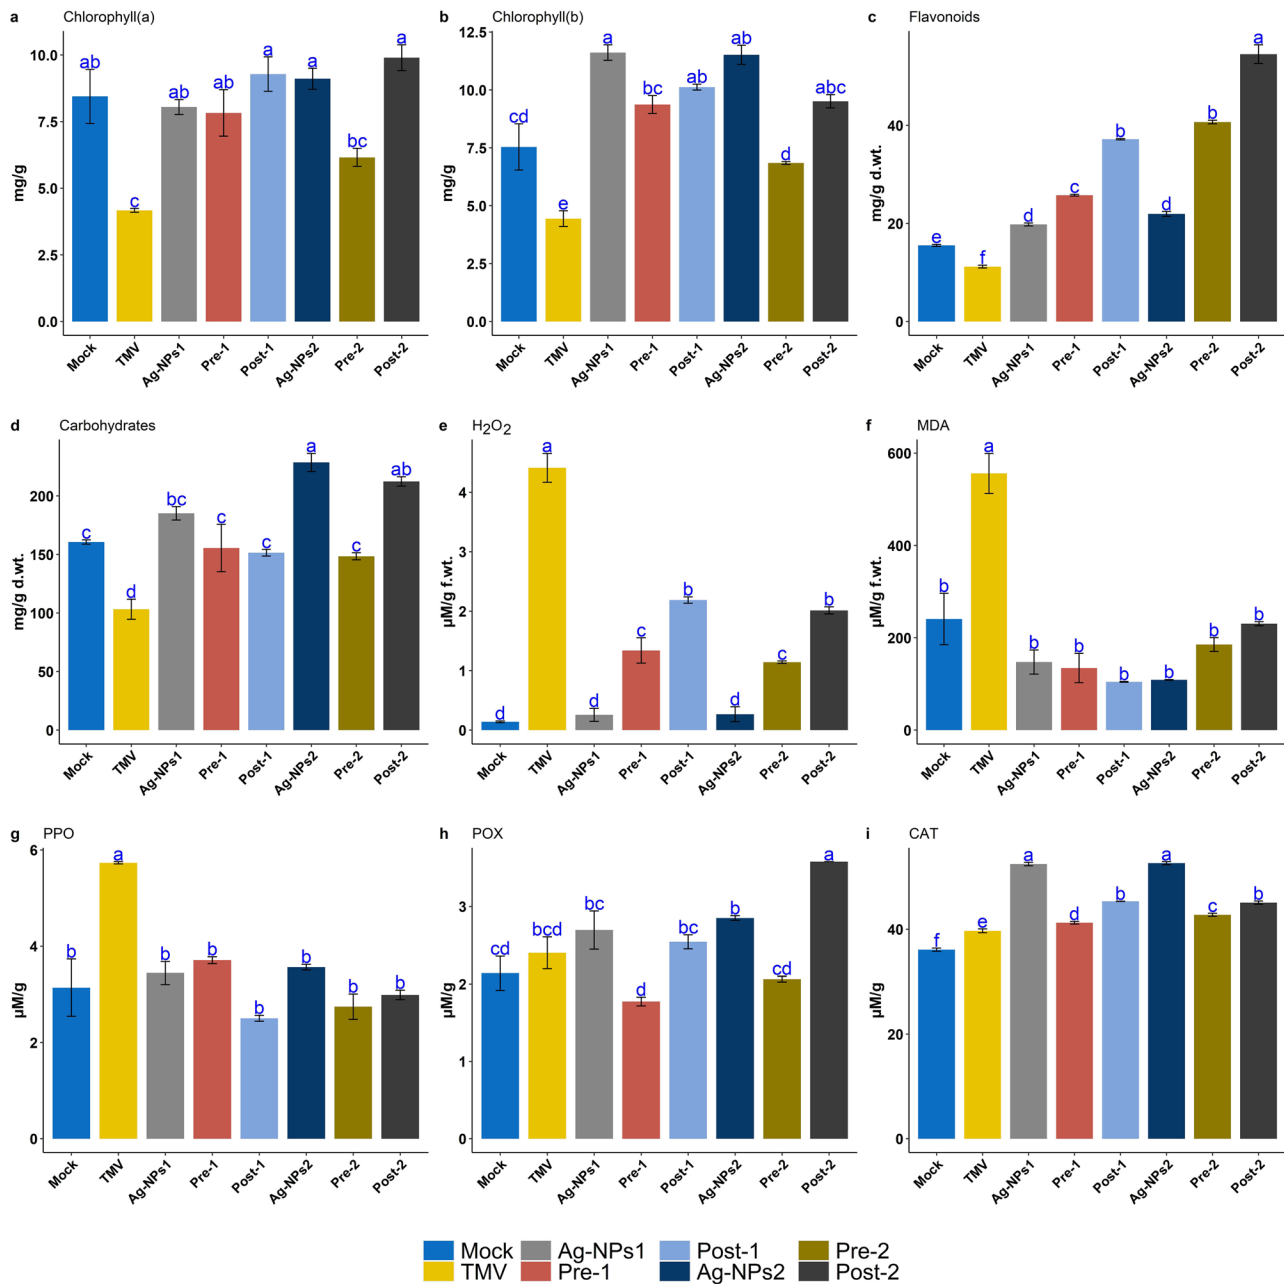 a Chlorophyll(a)
mg/g
10.0
7.5
5.0
2.5
0.0
ab
c
ab
ab
a
a
bc
a
Mock TMV Ag-NPs1 Pre-1 Post-1 Ag-NPs2 Pre-2 Post-2
b Chlorophyll(b)
mg/g
12.5
10.0
7.5
5.0
2.5
0.0
cd
e
a
bc
ab
ab
d
abc
Mock TMV Ag-NPs1 Pre-1 Post-1 Ag-NPs2 Pre-2 Post-2
c Flavonoids
mg/g d.wt.
40
20
0
e
f
d
c
b
d
b
a
Mock TMV Ag-NPs1 Pre-1 Post-1 Ag-NPs2 Pre-2 Post-2
d Carbohydrates
mg/g d.wt.
200
150
100
50
0
c
d
bc
c
c
a
c
ab
Mock TMV Ag-NPs1 Pre-1 Post-1 Ag-NPs2 Pre-2 Post-2
e H₂O₂
µM/g f.wt.
4
3
2
1
0
d
a
d
c
b
d
c
b
Mock TMV Ag-NPs1 Pre-1 Post-1 Ag-NPs2 Pre-2 Post-2
f MDA
µM/g f.wt.
600
400
200
0
b
a
b
b
b
b
b
b
Mock TMV Ag-NPs1 Pre-1 Post-1 Ag-NPs2 Pre-2 Post-2
g PPO
µM/g
6
4
2
0
b
a
b
b
b
b
b
b
Mock TMV Ag-NPs1 Pre-1 Post-1 Ag-NPs2 Pre-2 Post-2
h POX
µM/g
3
2
1
0
cd
bcd
bc
d
bc
b
cd
a
Mock TMV Ag-NPs1 Pre-1 Post-1 Ag-NPs2 Pre-2 Post-2
i CAT
µM/g
40
20
0
f
e
a
d
b
a
c
b
Mock TMV Ag-NPs1 Pre-1 Post-1 Ag-NPs2 Pre-2 Post-2
Mock Ag-NPs1 Post-1 Pre-2
TMV Pre-1 Ag-NPs2 Post-2